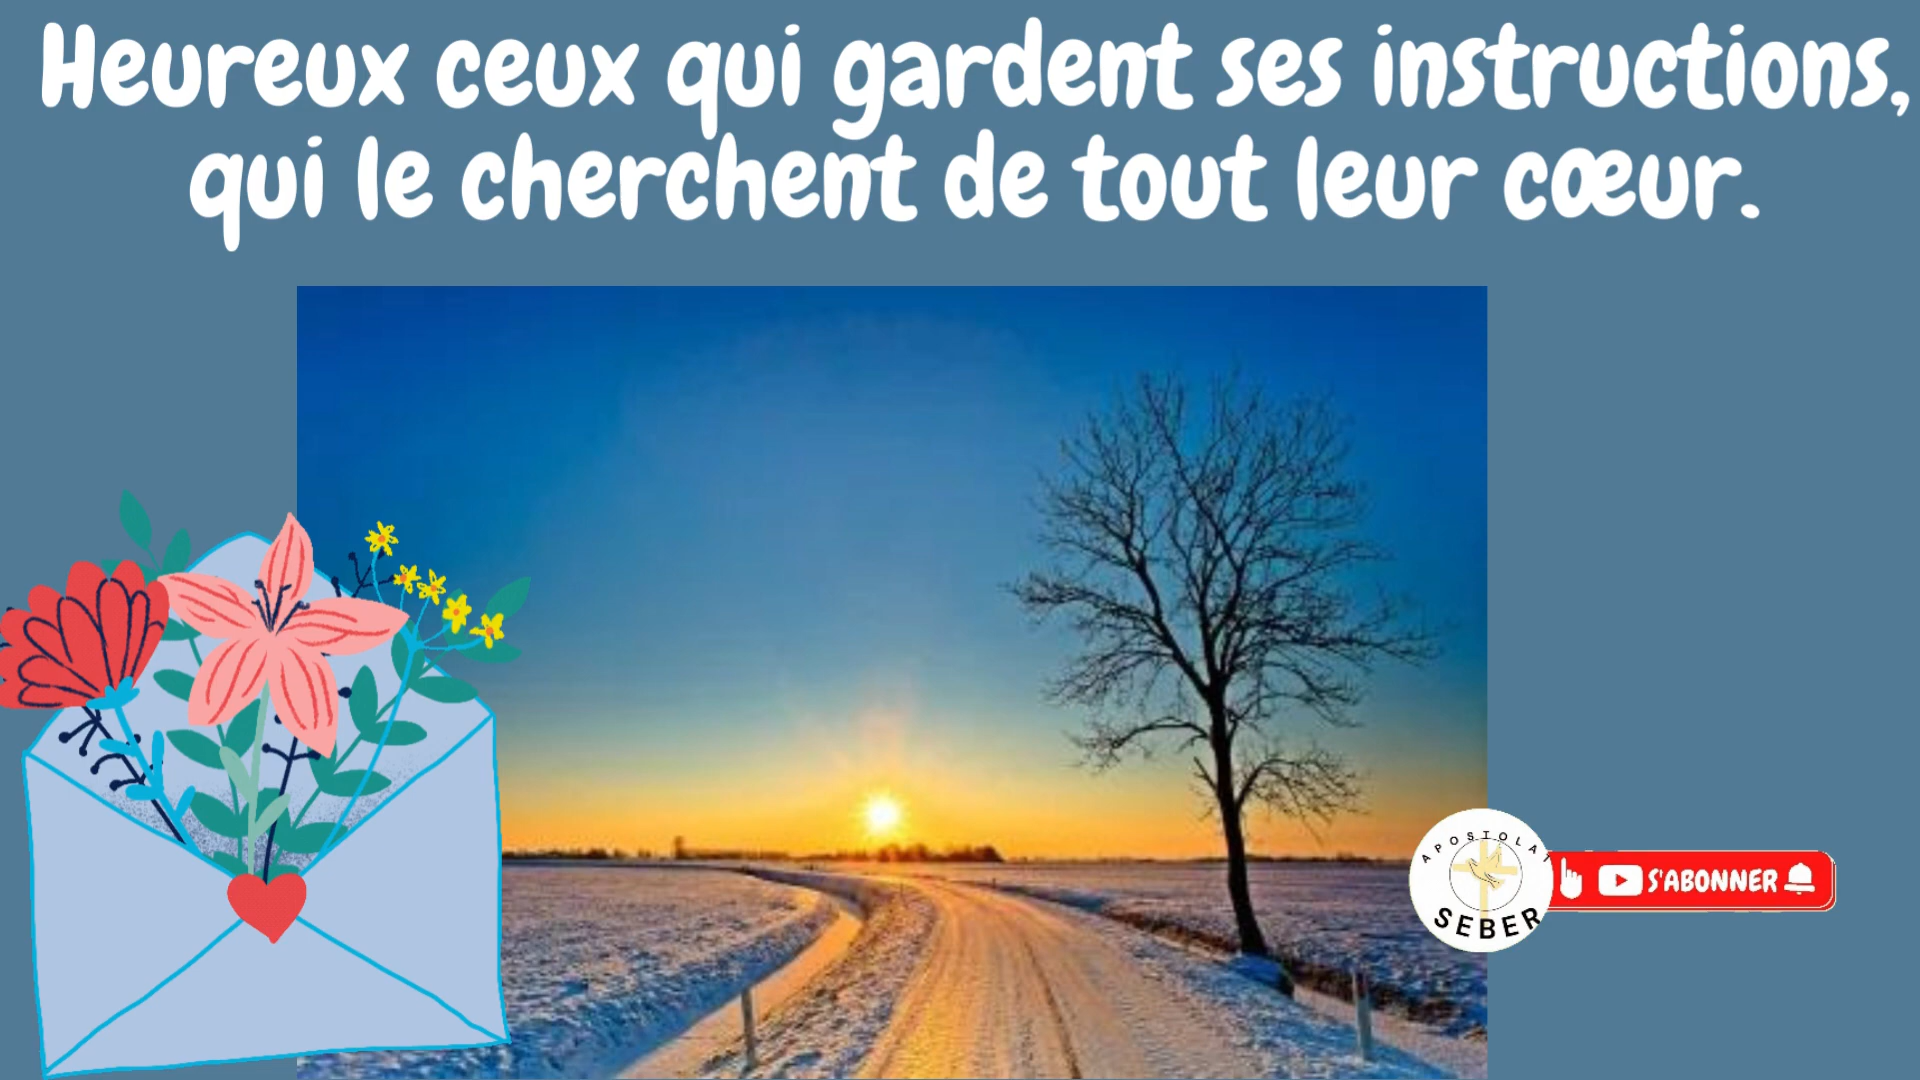 Heureux ceux qui gardent ses instructions,
qui le cherchent de tout leur cœur.
APOSTOLAT
SEBER
S'ABONNER